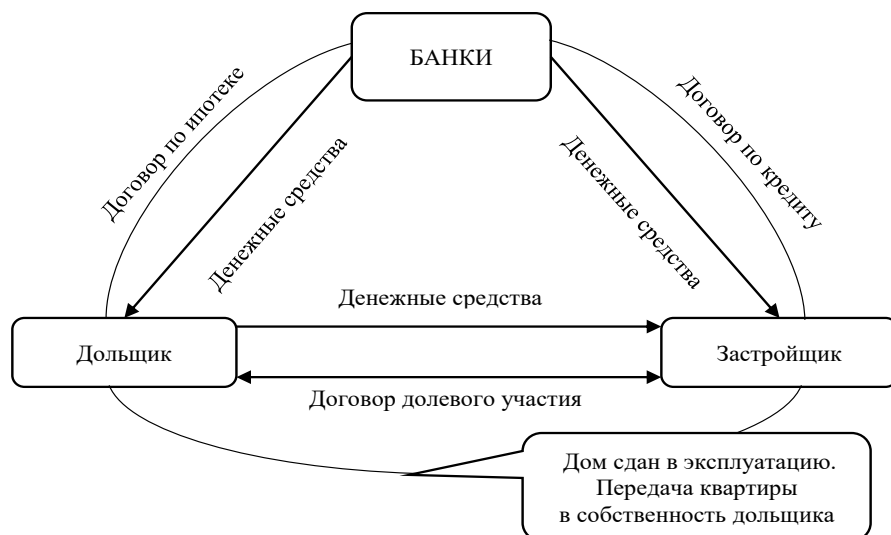 БАНКИ
Договор по ипотеке
Денежные средства
Денежные средства
Договор по кредиту
Денежные средства
Дольщик
Застройщик
Договор долевого участия
Дом сдан в эксплуатацию.
Передача квартиры
в собственность дольщика